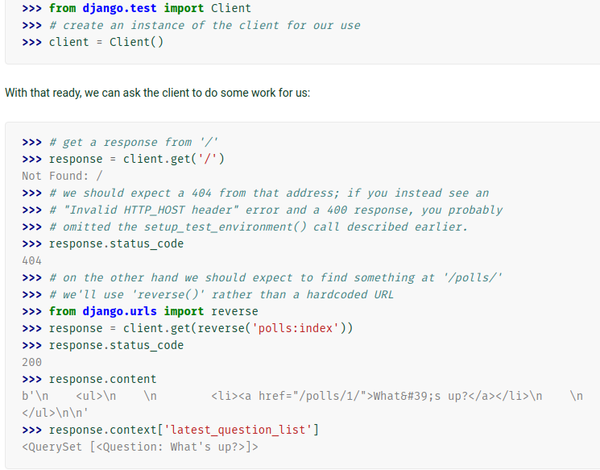 >>> from django.test import Client
>>> # create an instance of the client for our use
>>> client = Client()
With that ready, we can ask the client to do some work for us:
>>> # get a response from '/'
>>> response = client.get('/')
Not Found: /
>>> # we should expect a 404 from that address; if you instead see an
>>> # "Invalid HTTP_HOST header" error and a 400 response, you probably
>>> # omitted the setup_test_environment() call described earlier.
>>> response.status_code
404
>>> # on the other hand we should expect to find something at '/polls/'
>>> # we'll use 'reverse()' rather than a hardcoded URL
>>> from django.urls import reverse
>>> response = client.get(reverse('polls:index'))
>>> response.status_code
200
>>> response.content
b'\n    <ul>\n    \n        <li><a href="/polls/1/">What&#39;s up?</a></li>\n    \n
</ul>\n\n'
>>> response.context['latest_question_list']
<QuerySet [<Question: What's up?>]>